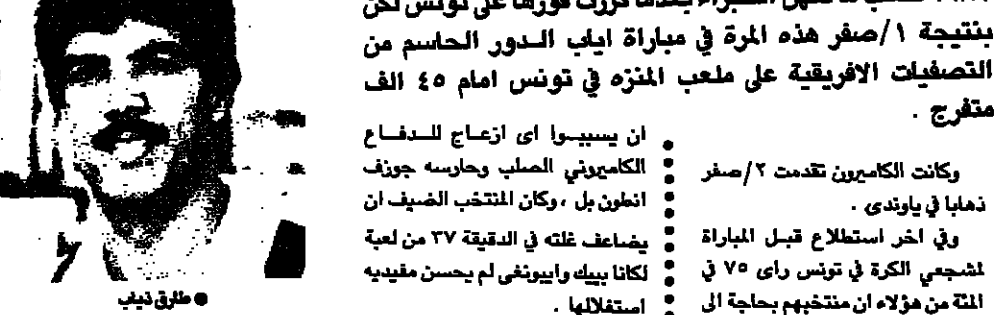 بنتيجة ١/صفر هذه المرة في مباراة اياب الدور الحاسم من
التصفيات الافريقية على ملعب المنزه في تونس امام ٤٥ الف
متفرج .
وكانت الكاميرون تقدمت ٢/صفر
ذهابا في ياوندى .
وفي اخر استطلاع قبل المباراة
لمشجعي الكرة في تونس راى ٧٥ في
المئة من هؤلاء ان منتخبهم بحاجة الى
ان يسببوا اى ازعاج للدفاع
الكاميروني الصلب وحارسه جوزف
انطون بل ، وكان المنتخب الضيف ان
يضاعف غلته في الدقيقة ٣٧ من لعبة
لكانا بييك وايبونغي لم يحسن مفيديه
استغلالها .
● طارق ذياب